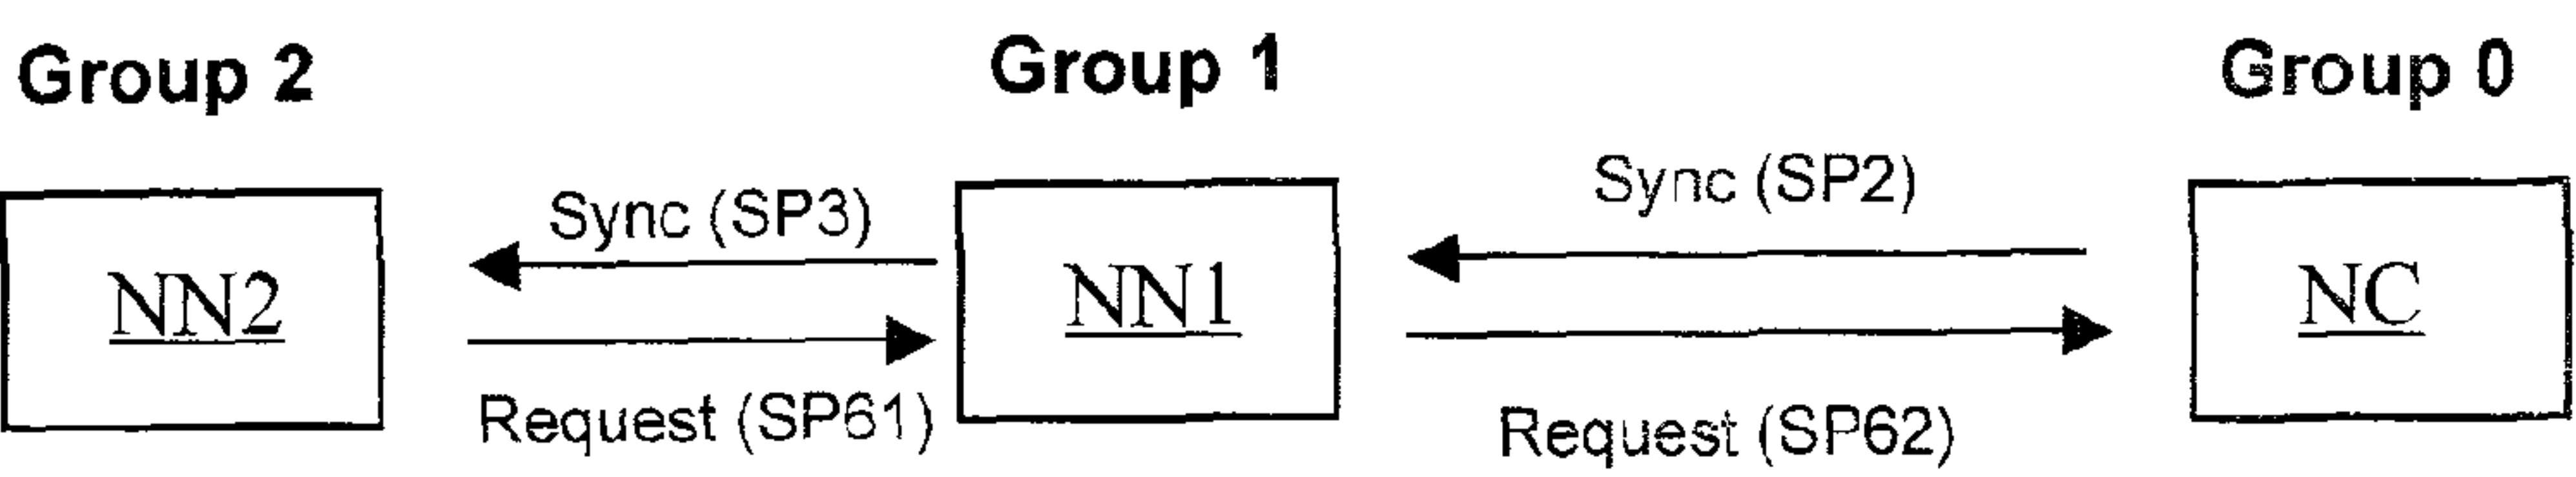 Group 2
Group 1
Group 0
Sync (SP3)
Sync (SP2)
NN2
NN1
NC
Request (SP61)
Request (SP62)